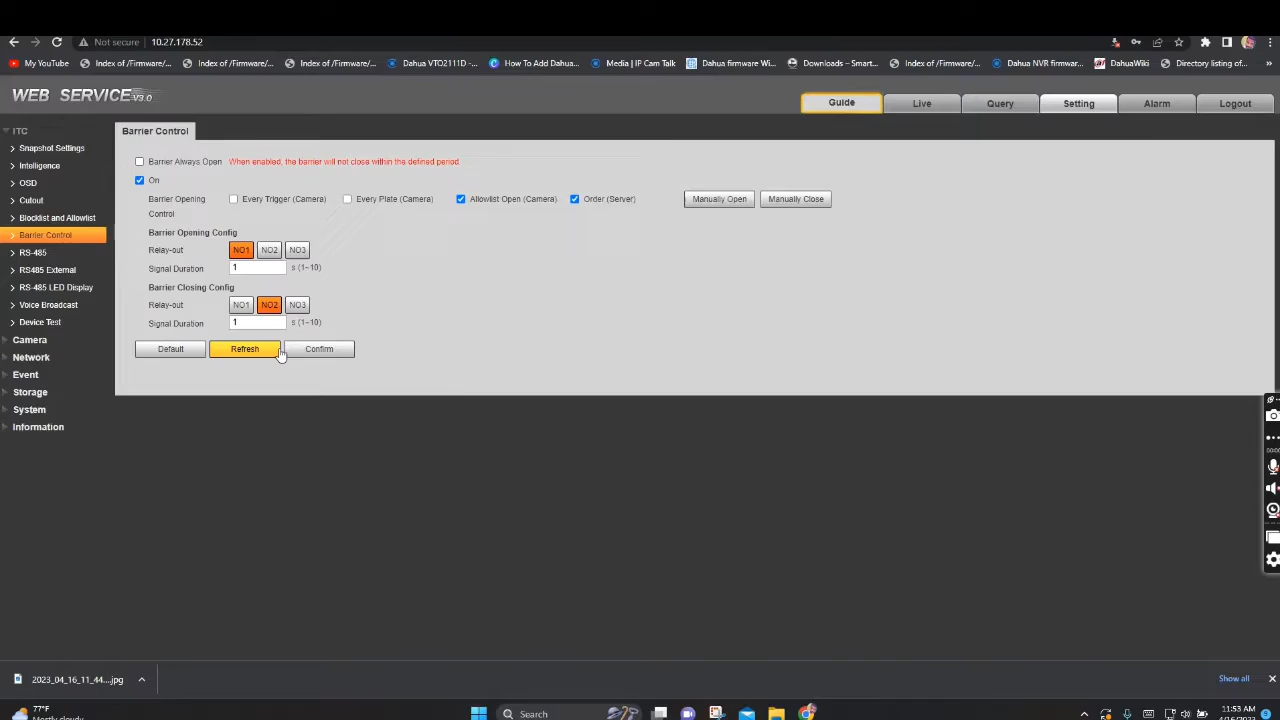 Not secure 10.27.178.52
My YouTube Index of /Firmware/... Index of /Firmware/... Index of /Firmware/... Dahua VTO2111D -... How To Add Dahua... Media | IP Cam Talk Dahua firmware Wi... Downloads – Smart... Index of /Firmware/... Dahua NVR firmwar... DahuaWiki Directory listing of... »
WEB SERVICE V3.0
Guide Live Query Setting Alarm Logout
ITC
Snapshot Settings
Intelligence
OSD
Cutout
Blocklist and Allowlist
Barrier Control
RS-485
RS485 External
RS-485 LED Display
Voice Broadcast
Device Test
Camera
Network
Event
Storage
System
Information
Barrier Control
Barrier Always Open When enabled, the barrier will not close within the defined period.
On
Barrier Opening Control Every Trigger (Camera) Every Plate (Camera) Allowlist Open (Camera) Order (Server) Manually Open Manually Close
Barrier Opening Config
Relay-out NO1 NO2 NO3
Signal Duration 1 s (1~10)
Barrier Closing Config
Relay-out NO1 NO2 NO3
Signal Duration 1 s (1~10)
Default Refresh Confirm
2023_04_16_11_44....jpg Show all
77°F
Mostly cloudy
Search
11:53 AM
4/16/2023